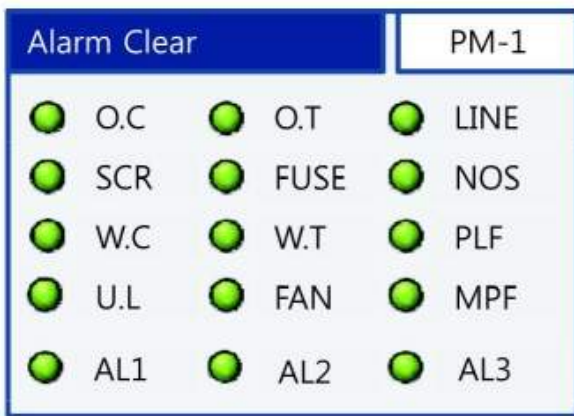 Alarm Clear PM-1
O.C O.T LINE
SCR FUSE NOS
W.C W.T PLF
U.L FAN MPF
AL1 AL2 AL3